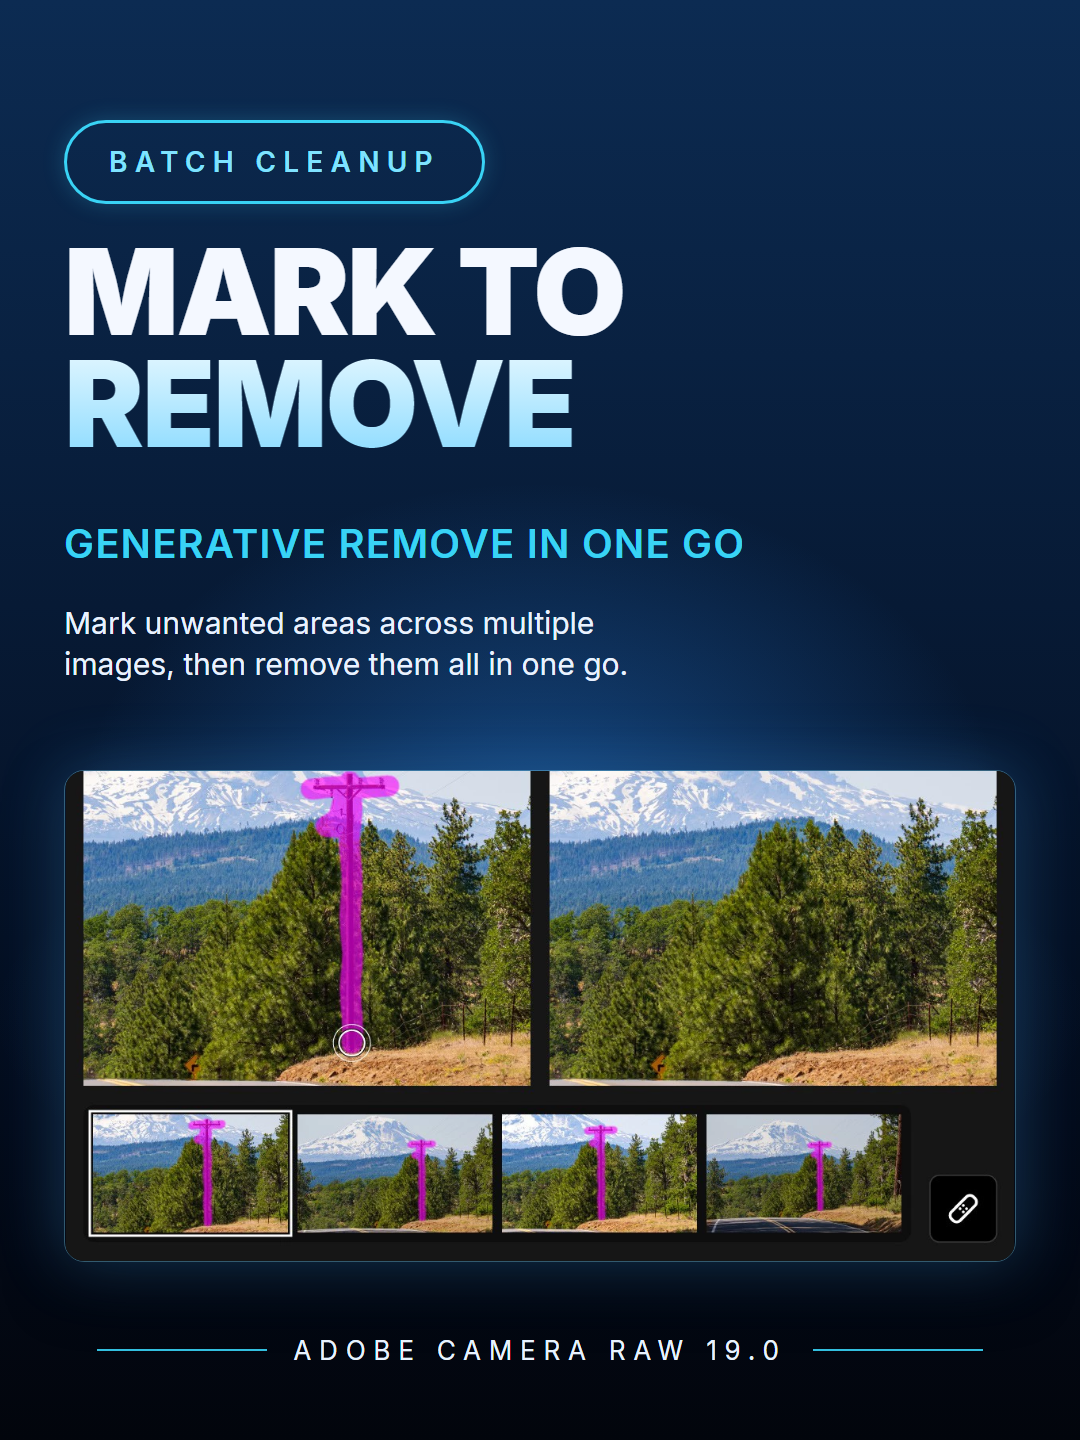 BATCH CLEANUP
MARK TO
REMOVE
GENERATIVE REMOVE IN ONE GO
Mark unwanted areas across multiple
images, then remove them all in one go.
ADOBE CAMERA RAW 19.0